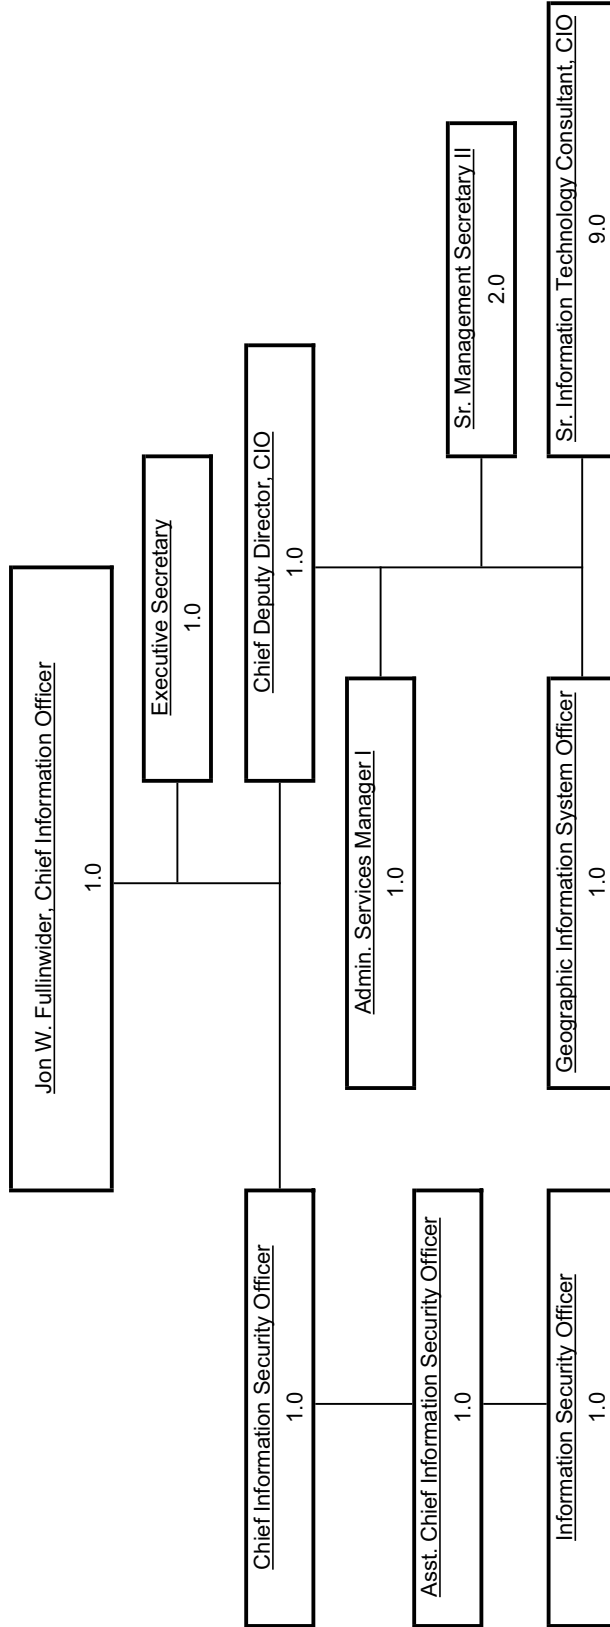 Jon W. Fullinwider, Chief Information Officer
1.0
Executive Secretary
1.0
Chief Information Security Officer
1.0
Chief Deputy Director, CIO
1.0
Admin. Services Manager I
1.0
Asst. Chief Information Security Officer
1.0
Sr. Management Secretary II
2.0
Information Security Officer
1.0
Geographic Information System Officer
1.0
Sr. Information Technology Consultant, CIO
9.0